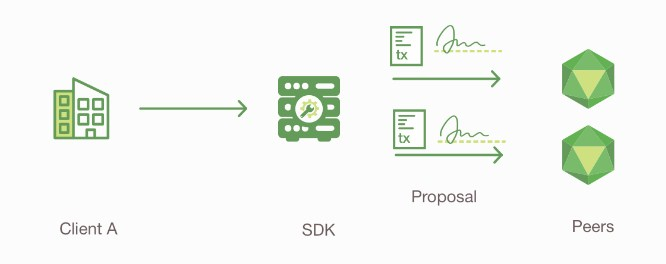 tx
tx
Proposal
Client A
SDK
Peers